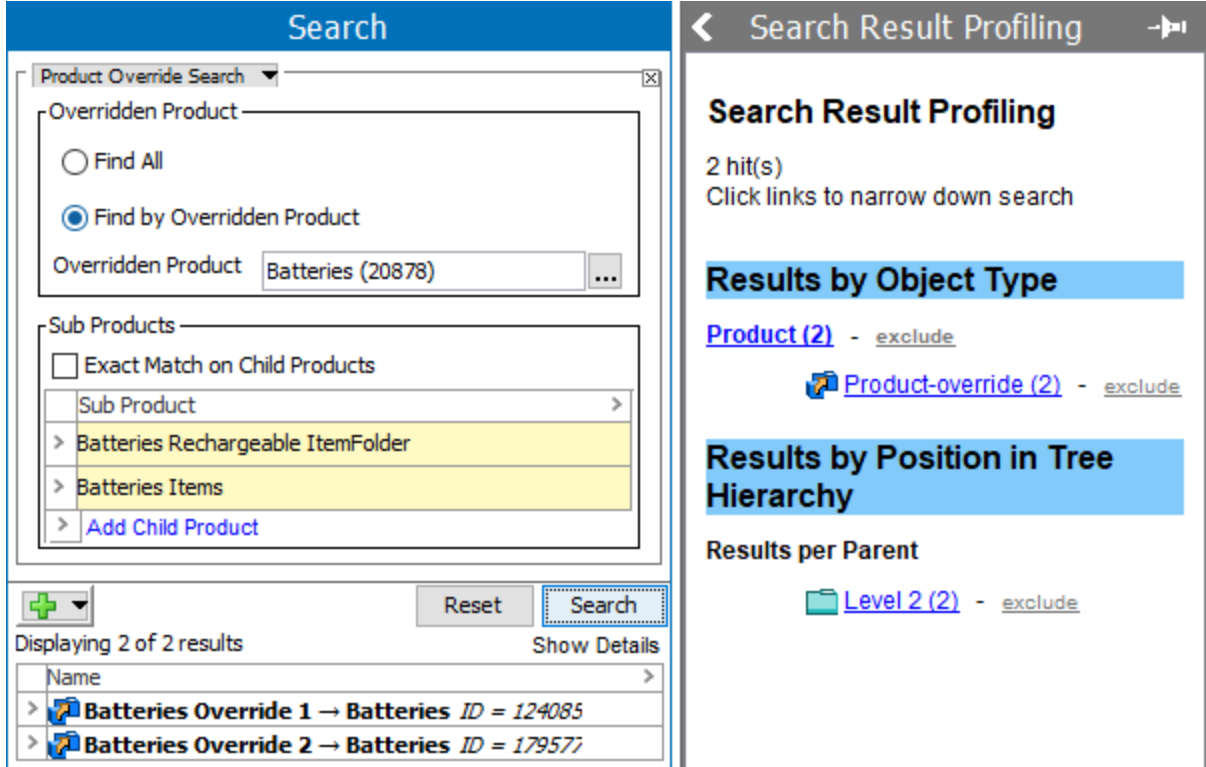 Search
Product Override Search
Overridden Product
Find All
Find by Overridden Product
Overridden Product Batteries (20878) ...
Sub Products
Exact Match on Child Products
Sub Product
Batteries Rechargeable ItemFolder
Batteries Items
Add Child Product
Reset Search
Displaying 2 of 2 results Show Details
Name
Batteries Override 1 → Batteries ID = 124085
Batteries Override 2 → Batteries ID = 179577
Search Result Profiling
Search Result Profiling
2 hit(s)
Click links to narrow down search
Results by Object Type
Product (2) - exclude
Product-override (2) - exclude
Results by Position in Tree
Hierarchy
Results per Parent
Level 2 (2) - exclude